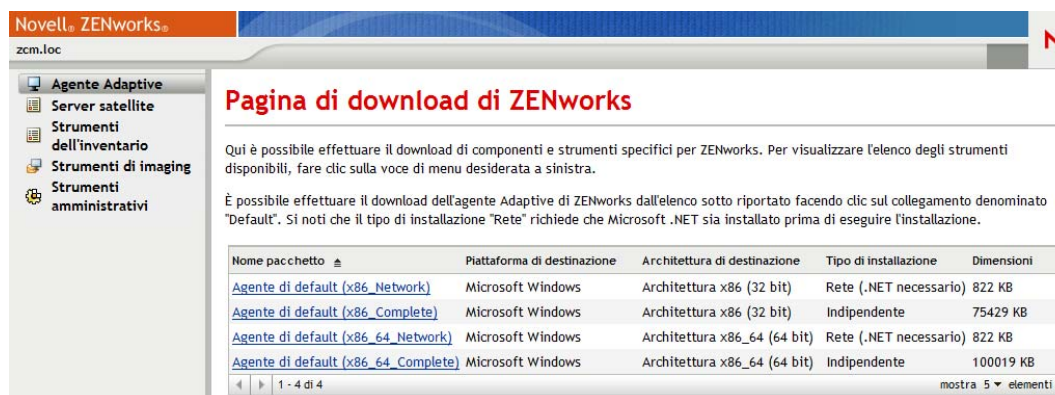 Novell® ZENworks®
zcm.loc
Agente Adaptive
Server satellite
Strumenti
dell'inventario
Strumenti di imaging
Strumenti
amministrativi
Pagina di download di ZENworks
Qui è possibile effettuare il download di componenti e strumenti specifici per ZENworks. Per visualizzare l'elenco degli strumenti
disponibili, fare clic sulla voce di menu desiderata a sinistra.
È possibile effettuare il download dell'agente Adaptive di ZENworks dall'elenco sotto riportato facendo clic sul collegamento denominato
"Default". Si noti che il tipo di installazione "Rete" richiede che Microsoft .NET sia installato prima di eseguire l'installazione.
Nome pacchetto Piattaforma di destinazione Architettura di destinazione Tipo di installazione Dimensioni
Agente di default (x86_Network) Microsoft Windows Architettura x86 (32 bit) Rete (.NET necessario) 822 KB
Agente di default (x86_Complete) Microsoft Windows Architettura x86 (32 bit) Indipendente 75429 KB
Agente di default (x86_64_Network) Microsoft Windows Architettura x86_64 (64 bit) Rete (.NET necessario) 822 KB
Agente di default (x86_64_Complete) Microsoft Windows Architettura x86_64 (64 bit) Indipendente 100019 KB
1 - 4 di 4 mostra 5 elementi